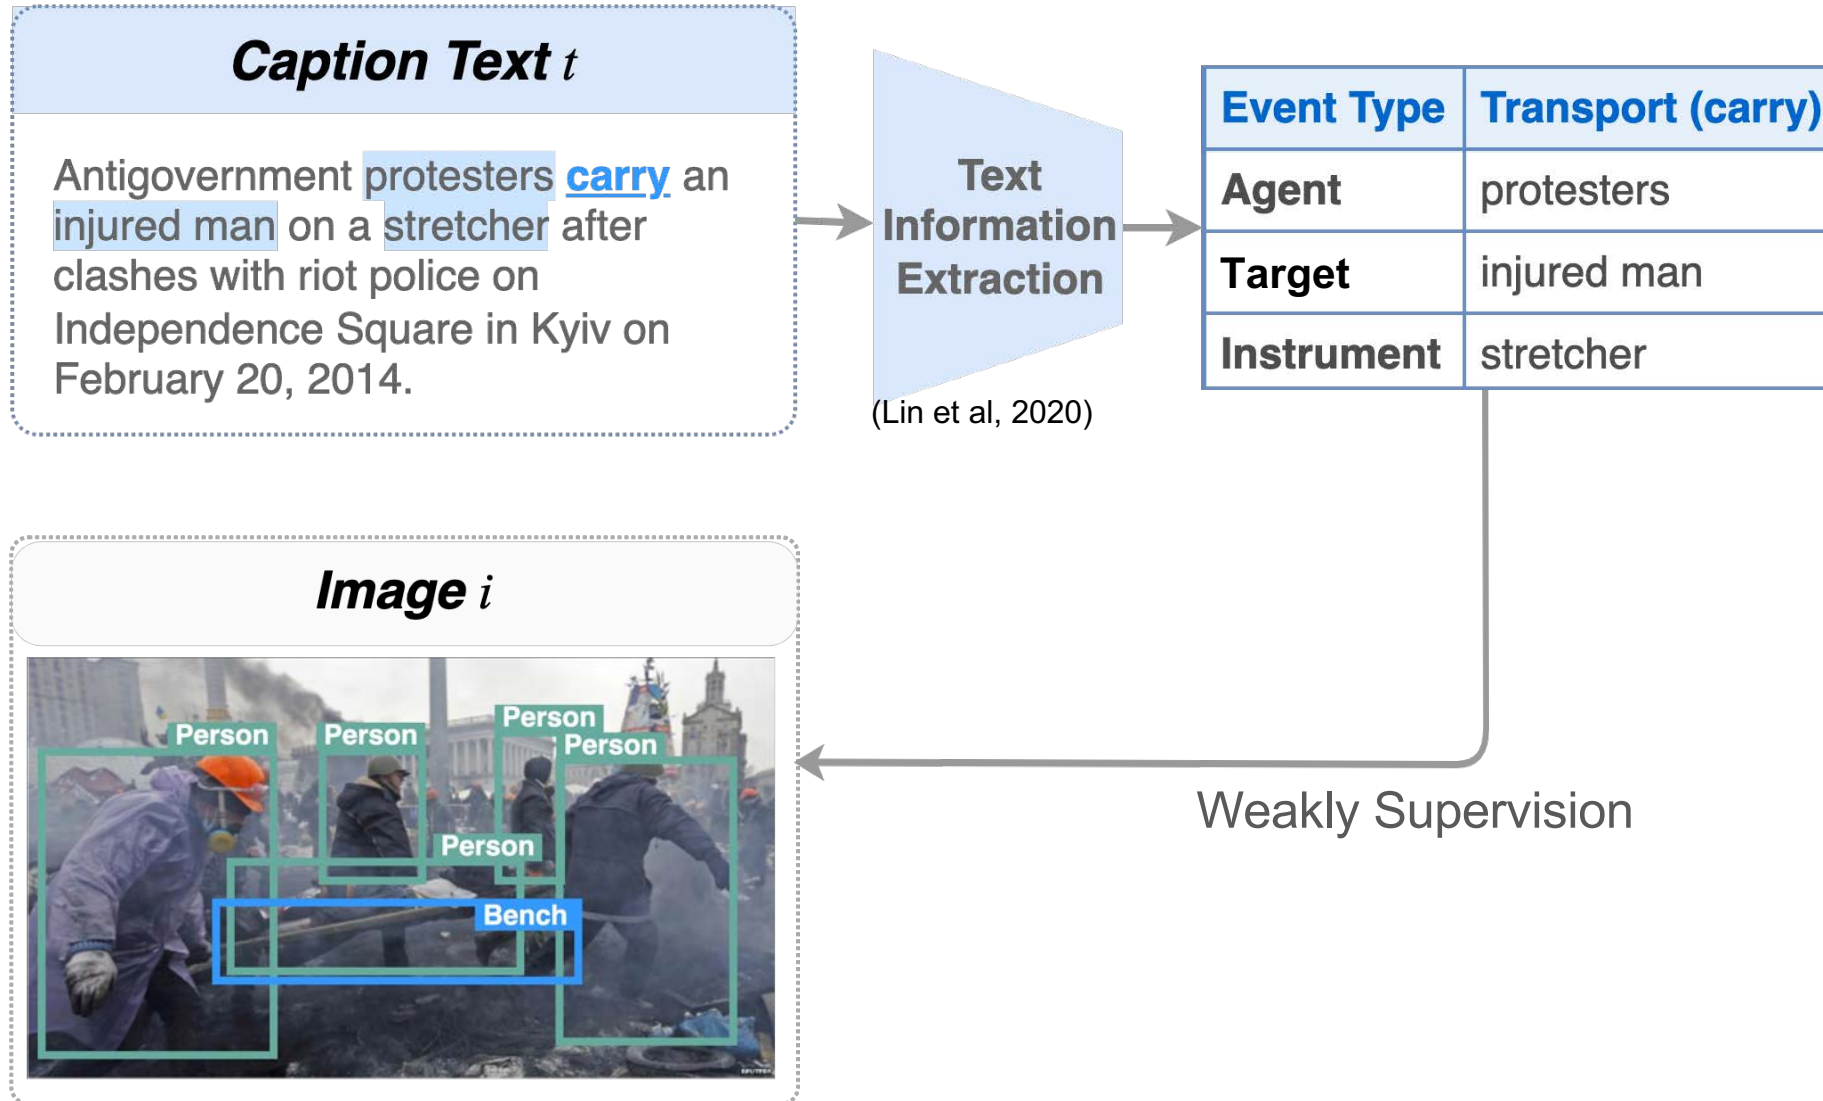 Caption Text t
Antigovernment protesters carry an
injured man on a stretcher after
clashes with riot police on
Independence Square in Kyiv on
February 20, 2014.
Text
Information
Extraction
(Lin et al, 2020)
Event Type Transport (carry)
Agent protesters
Target injured man
Instrument stretcher
Weakly Supervision
Image i
Person
Person
Person
Person
Person
Bench